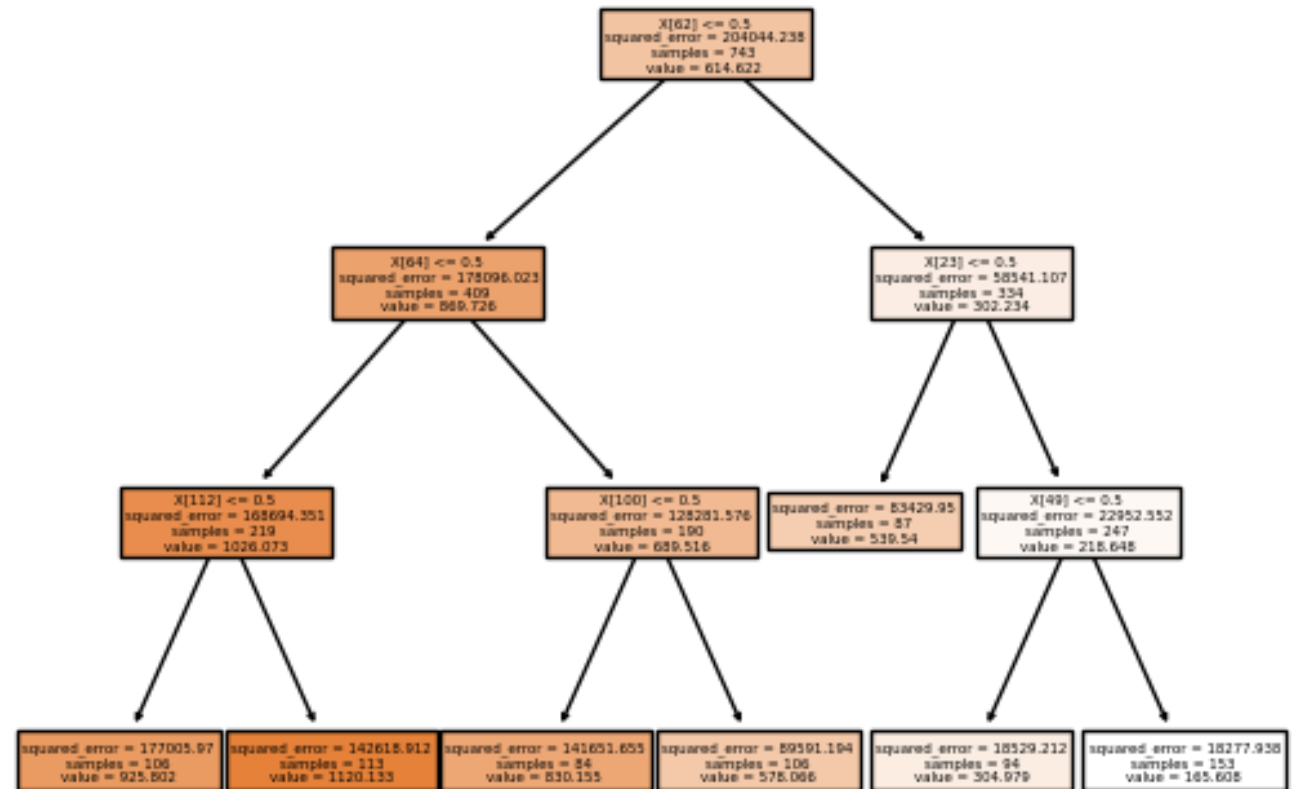 X[62] <= 0.5
squared_error = 204044.238
samples = 743
value = 614.622
X[64] <= 0.5
squared_error = 178096.023
samples = 409
value = 869.726
X[23] <= 0.5
squared_error = 58541.107
samples = 334
value = 302.234
X[112] <= 0.5
squared_error = 168694.351
samples = 219
value = 1026.073
X[100] <= 0.5
squared_error = 128281.576
samples = 190
value = 689.516
squared_error = 83429.95
samples = 87
value = 539.54
X[49] <= 0.5
squared_error = 22952.552
samples = 247
value = 218.648
squared_error = 177005.97
samples = 106
value = 925.802
squared_error = 142618.912
samples = 113
value = 1120.133
squared_error = 141651.655
samples = 84
value = 830.155
squared_error = 89591.194
samples = 106
value = 578.066
squared_error = 18529.212
samples = 94
value = 304.979
squared_error = 18277.938
samples = 153
value = 165.608